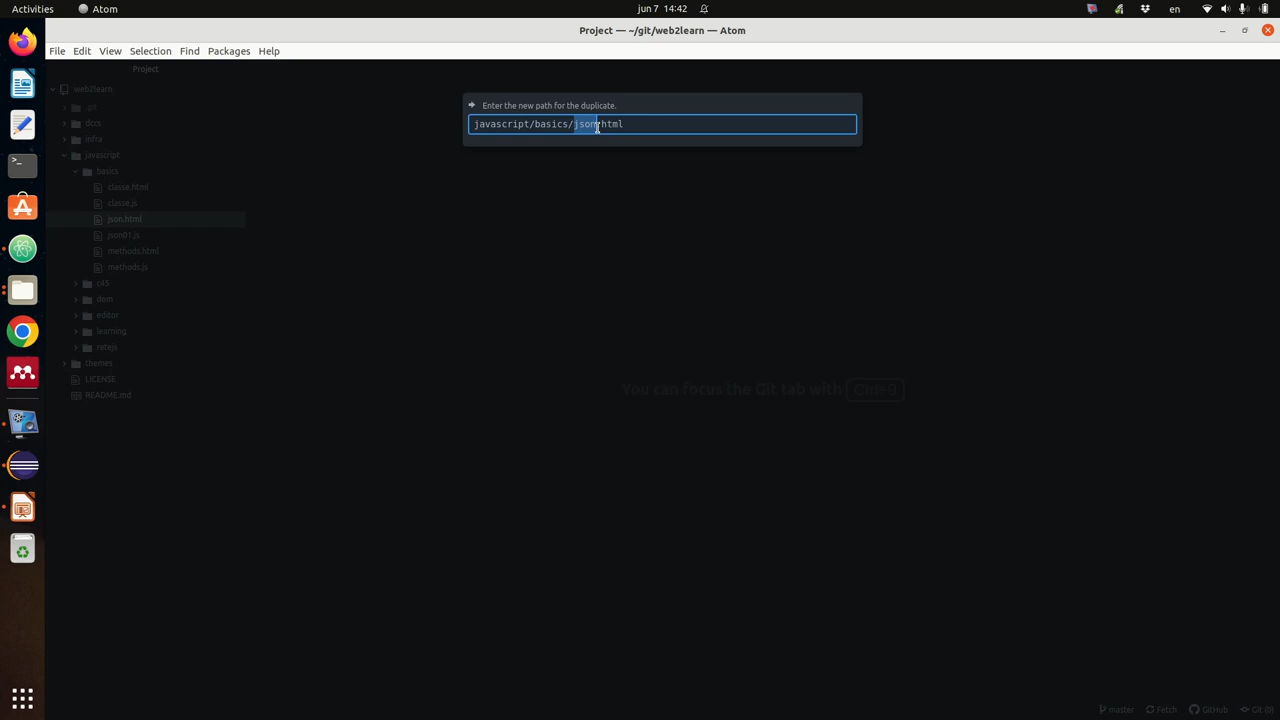 Activities
Atom
jun 7 14:42
en
Project — ~/git/web2learn — Atom
File Edit View Selection Find Packages Help
Project
web2learn
.git
docs
infra
javascript
basics
classe.html
classe.js
json.html
json01.js
methods.html
methods.js
c45
dom
editor
learning
retejs
themes
LICENSE
README.md
Enter the new path for the duplicate.
javascript/basics/json.html
You can focus the Git tab with Ctrl-9
master Fetch GitHub Git (0)